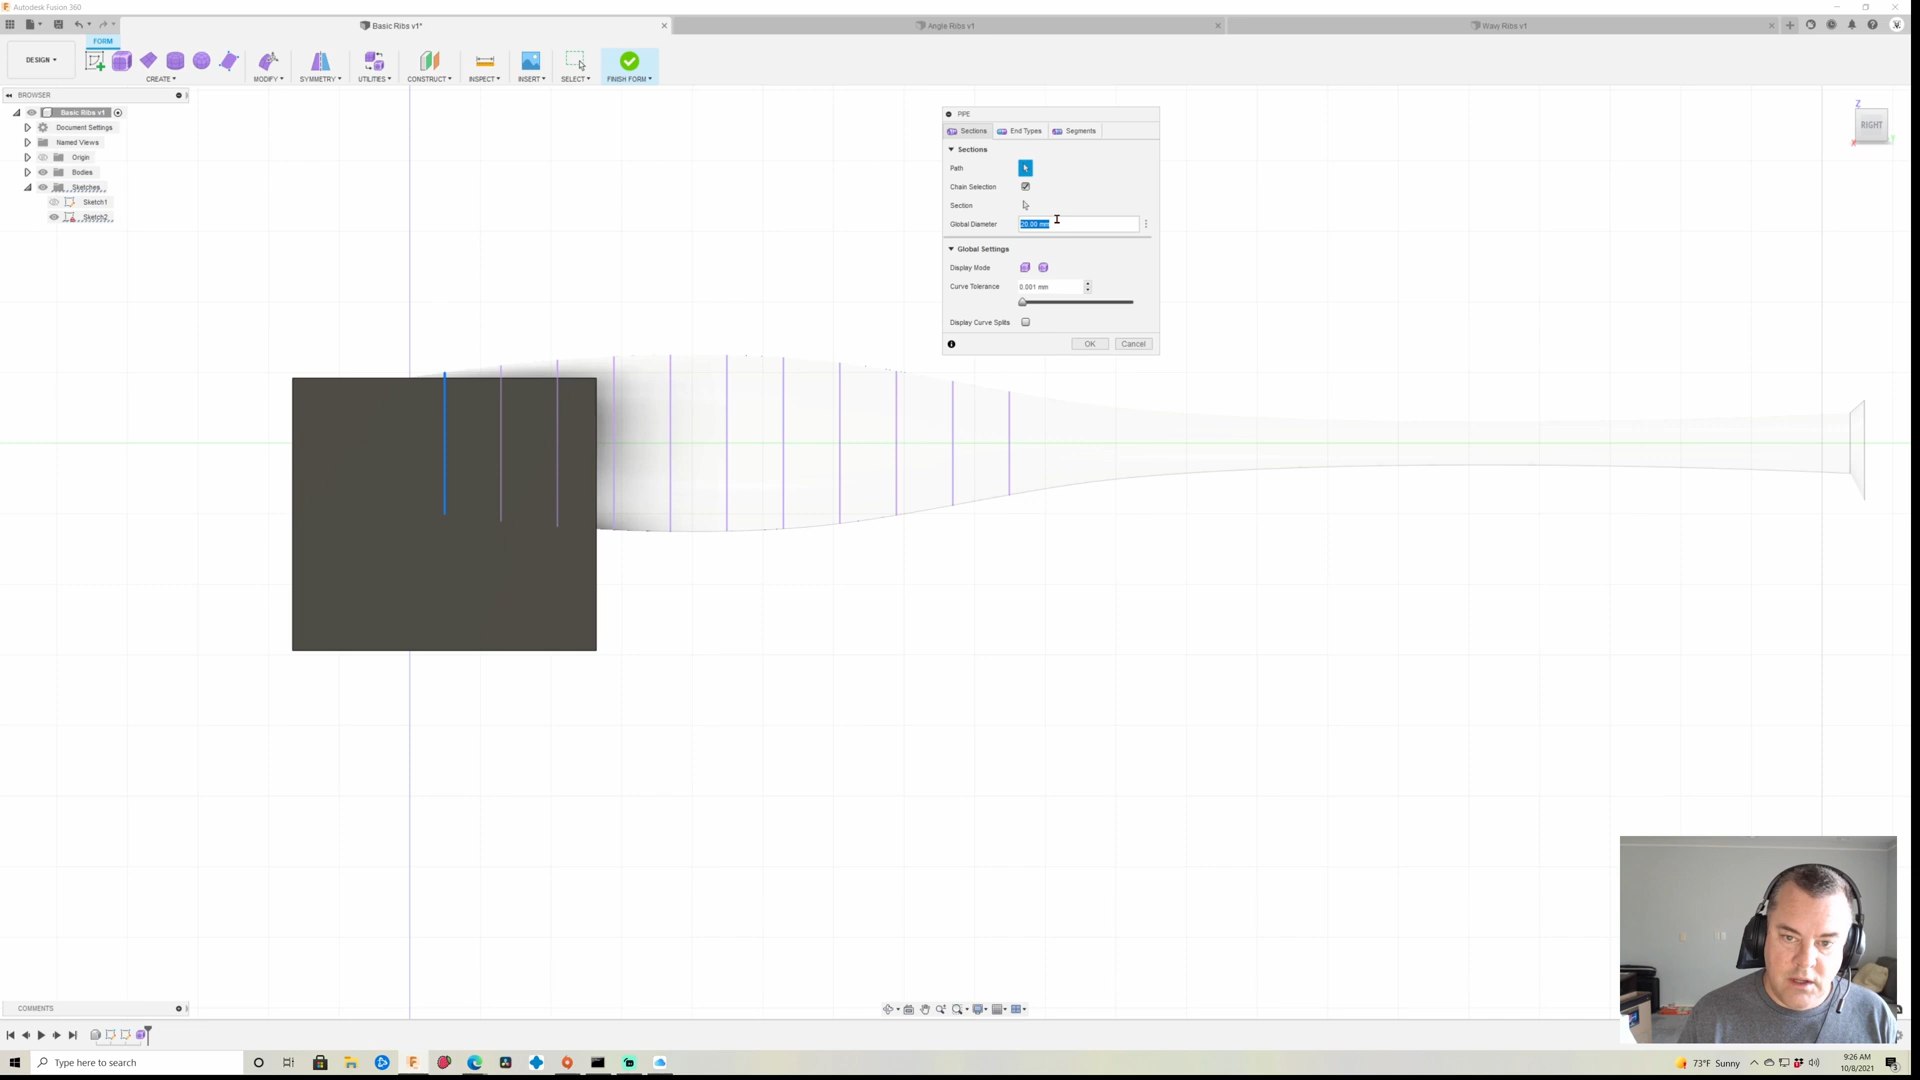 Autodesk Fusion 360
Basic Ribs v1*
Angle Ribs v1
Wavy Ribs v1
FORM
DESIGN
CREATE
MODIFY
SYMMETRY
UTILITIES
CONSTRUCT
INSPECT
INSERT
SELECT
FINISH FORM
BROWSER
Basic Ribs v1
Document Settings
Named Views
Origin
Bodies
Sketches
Sketch1
Sketch2
PIPE
Sections
End Types
Segments
Sections
Path
Chain Selection
Section
Global Diameter
20.00 mm
Global Settings
Display Mode
Curve Tolerance
0.001 mm
Display Curve Splits
OK
Cancel
Z
RIGHT
X
Y
COMMENTS
Type here to search
73°F Sunny
9:26 AM
10/8/2021